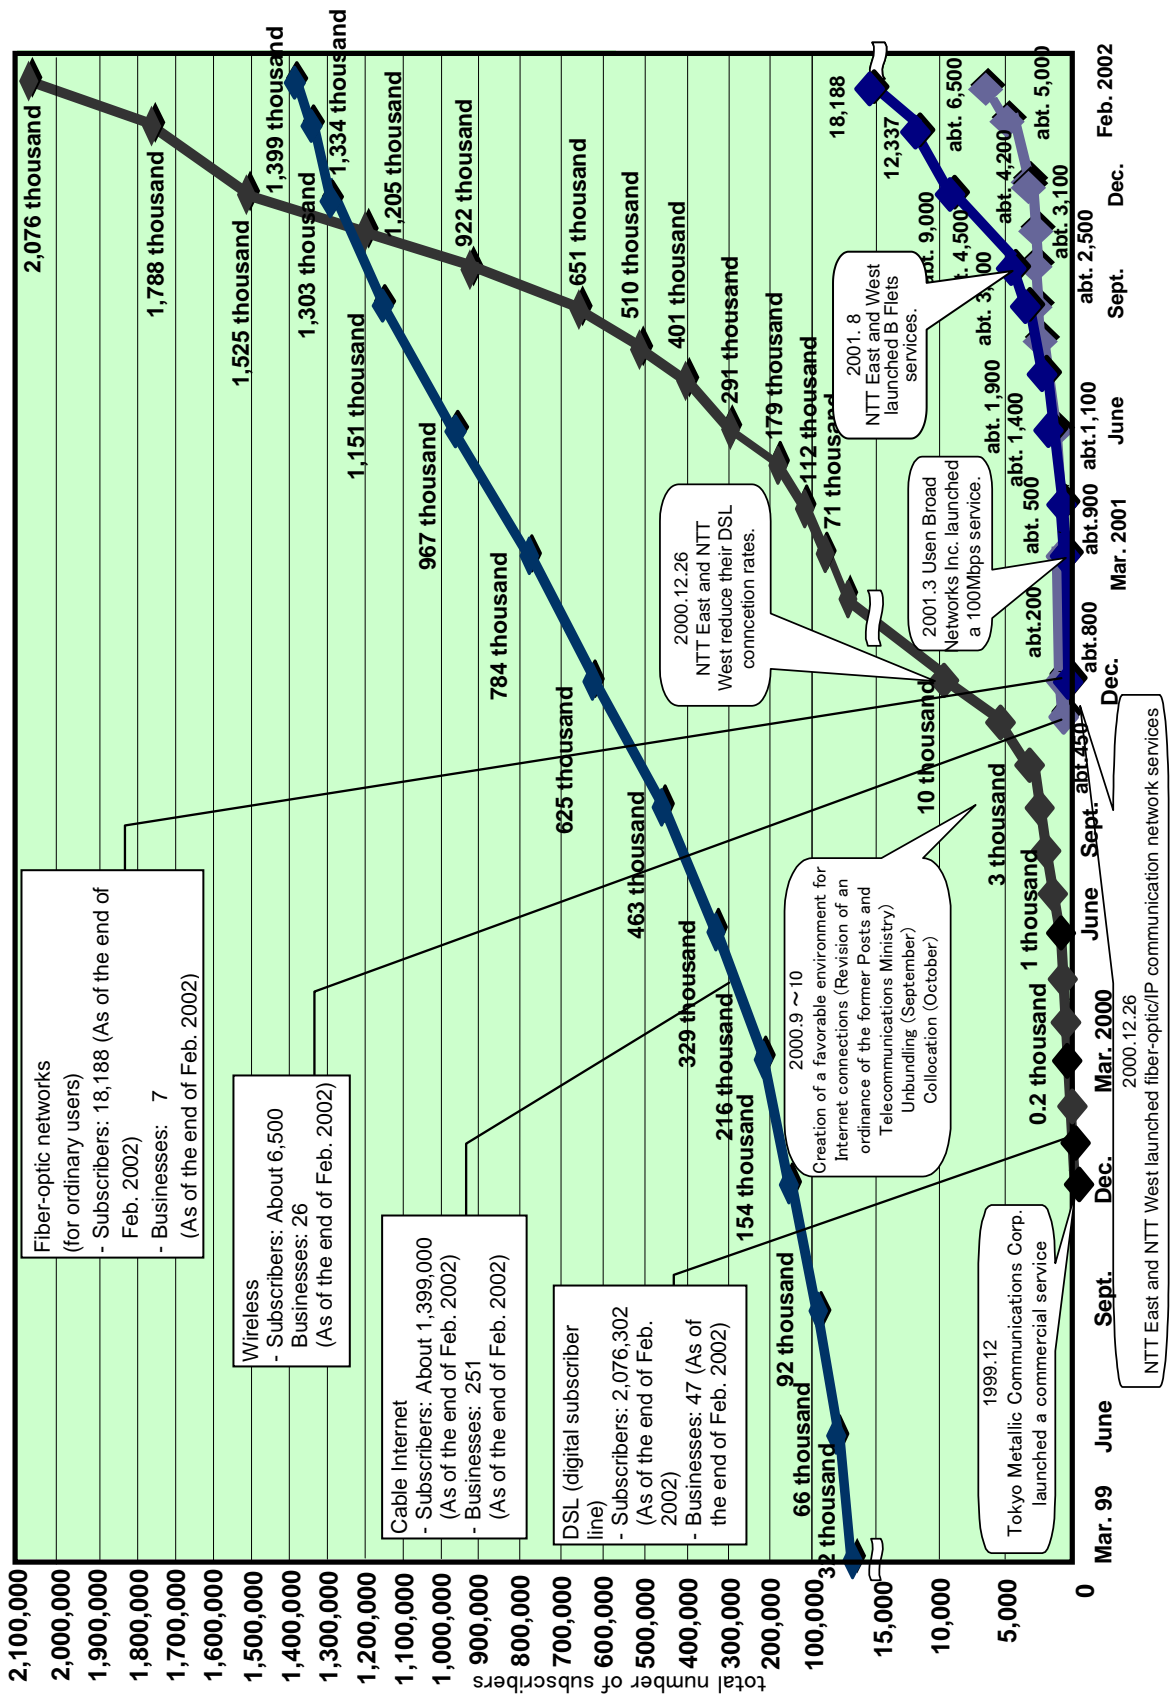 2,100,000
2,000,000
1,900,000
1,800,000
1,700,000
1,600,000
1,500,000
1,400,000
1,300,000
1,200,000
1,100,000
1,000,000
900,000
800,000
700,000
600,000
500,000
400,000
300,000
200,000
100,000
15,000
10,000
5,000
0
total number of subscribers
Fiber-optic networks
(for ordinary users)
- Subscribers: 18,188 (As of the end of
Feb. 2002)
- Businesses: 7
(As of the end of Feb. 2002)
Wireless
- Subscribers: About 6,500
Businesses: 26
(As of the end of Feb. 2002)
Cable Internet
- Subscribers: About 1,399,000
(As of the end of Feb. 2002)
- Businesses: 251
(As of the end of Feb. 2002)
DSL (digital subscriber
line)
- Subscribers: 2,076,302
(As of the end of Feb.
2002)
- Businesses: 47 (As of
the end of Feb. 2002)
32 thousand
66 thousand
92 thousand
154 thousand
216 thousand
329 thousand
463 thousand
625 thousand
784 thousand
967 thousand
1,151 thousand
1,303 thousand
1,334 thousand
1,399 thousand
0.2 thousand
1 thousand
3 thousand
10 thousand
71 thousand
112 thousand
179 thousand
291 thousand
401 thousand
510 thousand
651 thousand
922 thousand
1,205 thousand
1,525 thousand
1,788 thousand
2,076 thousand
abt.200
abt. 500
abt. 1,400
abt. 1,900
4,500
abt. 9,000
12,337
18,188
abt.450
abt.800
abt.900
abt.1,100
abt. 2,500
abt. 3,100
abt. 4,200
abt. 5,000
abt. 6,500
1999.12
Tokyo Metallic Communications Corp.
launched a commercial service
2000.9～10
Creation of a favorable environment for
Internet connections (Revision of an
ordinance of the former Posts and
Telecommunications Ministry)
Unbundling (September)
Collocation (October)
2000.12.26
NTT East and NTT
West reduce their DSL
conncetion rates.
2001.3 Usen Broad
Networks Inc. launched
a 100Mbps service.
2001. 8
NTT East and West
launched B Flets
services.
2000.12.26
NTT East and NTT West launched fiber-optic/IP communication network services
Mar. 99
June
Sept.
Dec.
Mar. 2000
June
Sept.
Dec.
Mar. 2001
June
Sept.
Dec.
Feb. 2002